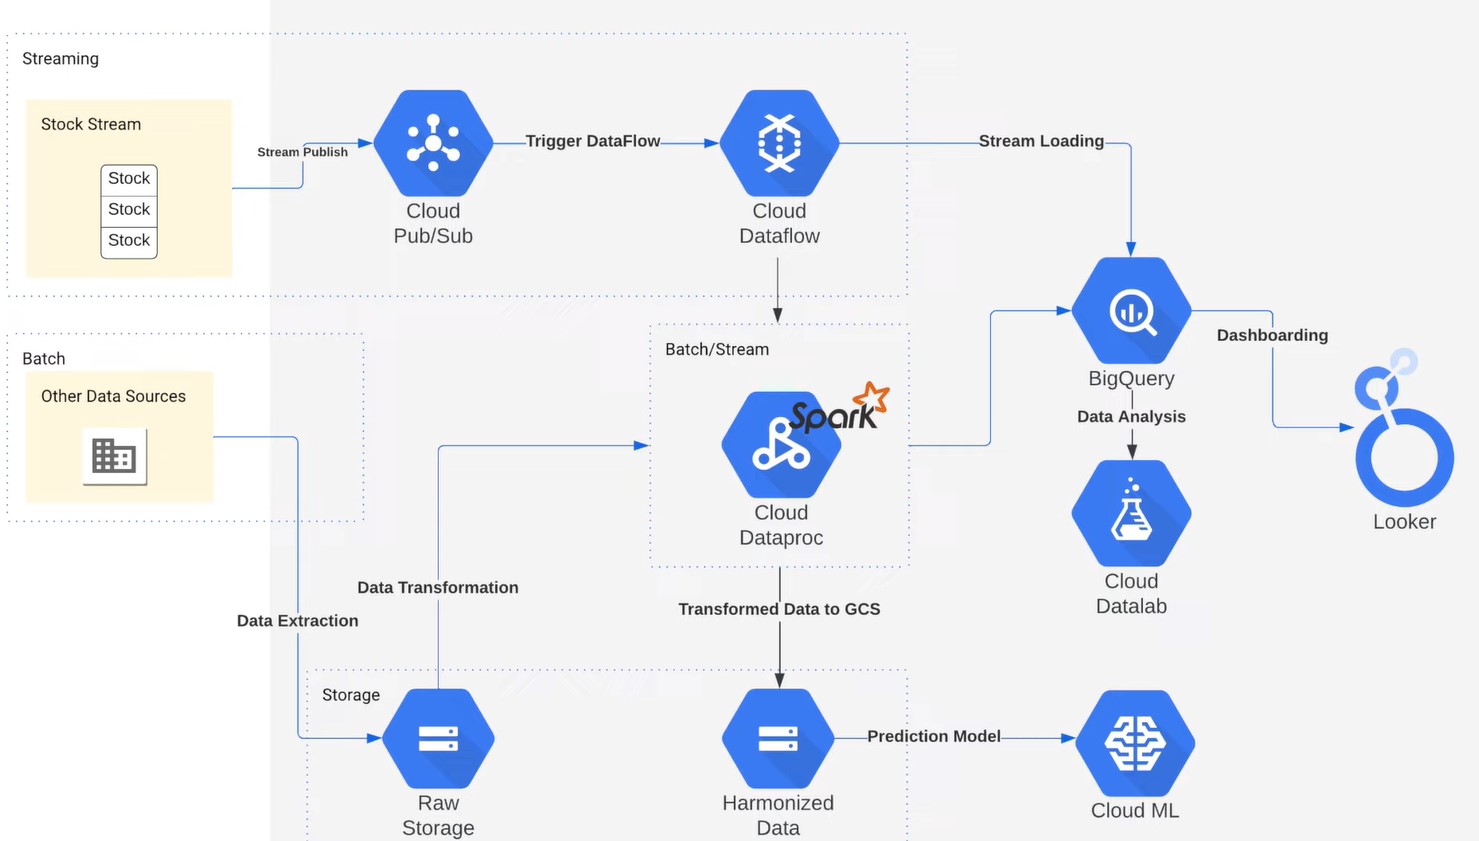 Streaming
Stock Stream
Stock
Stock
Stock
Stream Publish
Cloud
Pub/Sub
Trigger DataFlow
Cloud
Dataflow
Stream Loading
Batch
Other Data Sources
Batch/Stream
Spark
Cloud
Dataproc
BigQuery
Data Analysis
Cloud
Datalab
Dashboarding
Looker
Data Transformation
Data Extraction
Transformed Data to GCS
Storage
Raw
Storage
Harmonized
Data
Prediction Model
Cloud ML